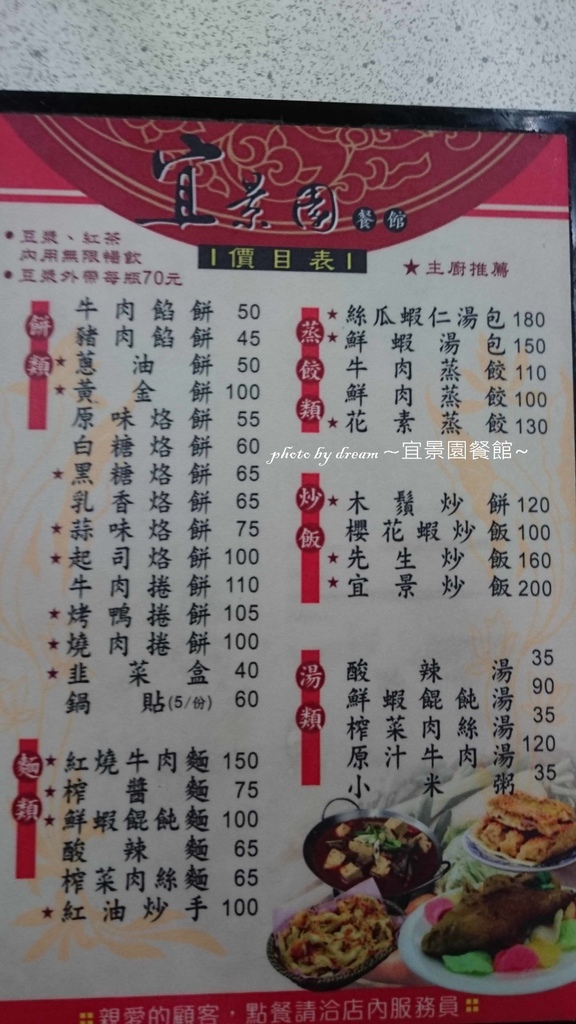 宜景園餐館
價目表
● 豆漿、紅茶
內用無限暢飲
● 豆漿外帶每瓶70元
★主廚推薦
餅類
牛肉餡餅 50
豬肉餡餅 45
★蔥油餅 50
★黃金餅 100
原味烙餅 55
白糖烙餅 60
★黑糖烙餅 65
乳香烙餅 65
★蒜味烙餅 75
★起司烙餅 100
牛肉捲餅 110
★烤鴨捲餅 105
★燒肉捲餅 100
★韭菜盒 40
鍋貼(5/份) 60
麵類
★紅燒牛肉麵 150
★榨醬麵 75
★鮮蝦餛飩麵 100
酸辣麵 65
榨菜肉絲麵 65
★紅油炒手 100
蒸餃類
★絲瓜蝦仁湯包 180
★鮮蝦湯包 150
牛肉蒸餃 110
鮮肉蒸餃 100
★花素蒸餃 130
photo by dream ~宜景園餐館~
炒飯
★木鬚炒餅 120
櫻花蝦炒飯 100
★先生炒飯 160
★宜景炒飯 200
湯類
酸辣湯 35
鮮蝦餛飩湯 90
榨菜肉絲湯 35
原汁牛肉湯 120
小米粥 35
親愛的顧客，點餐請洽店內服務員